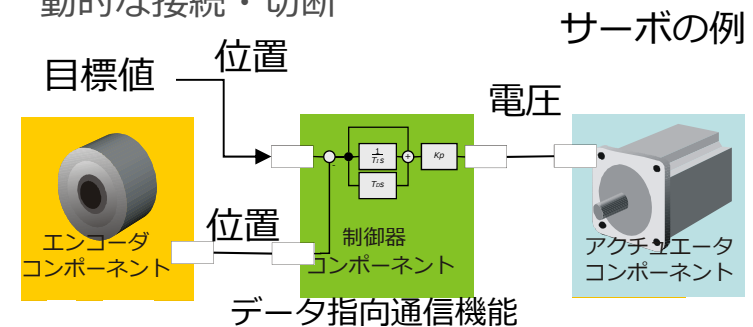 動的な接続・切断
サーボの例
目標値
位置
電圧
1
TIs
TDs
+
-
Kp
エンコーダ
コンポーネント
位置
制御器
コンポーネント
アクチュエータ
コンポーネント
データ指向通信機能